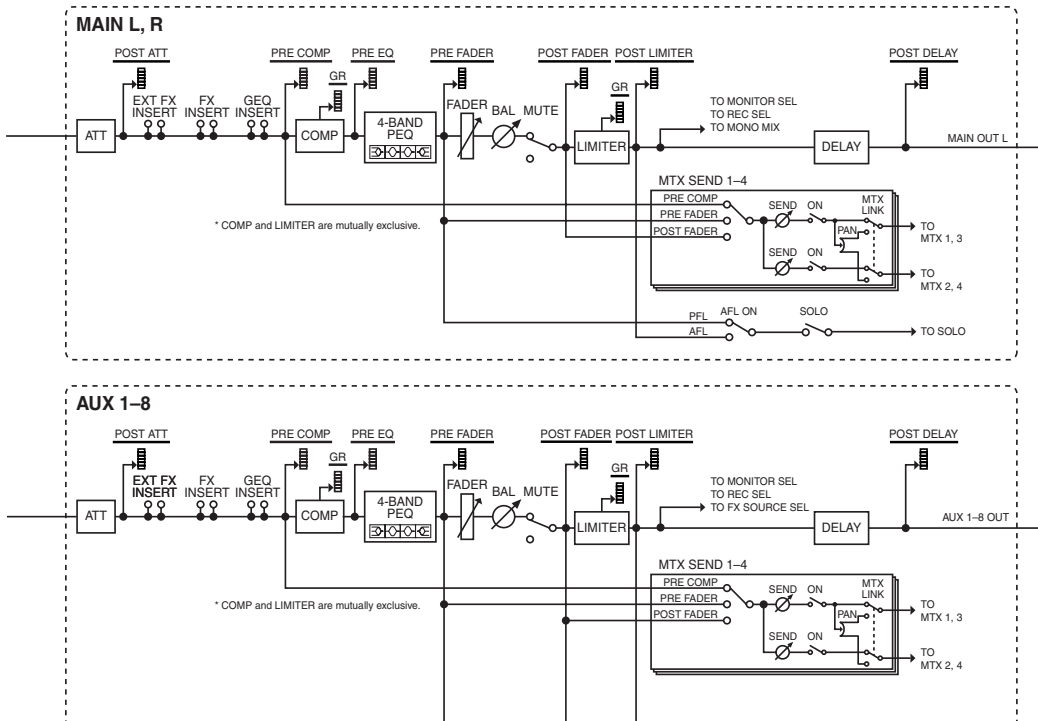 MAIN L, R
POST ATT
PRE COMP
PRE EQ
PRE FADER
POST FADER
POST LIMITER
POST DELAY
GR
GR
EXT FX
INSERT
FX
INSERT
GEQ
INSERT
FADER
BAL
MUTE
TO MONITOR SEL
TO REC SEL
TO MONO MIX
ATT
COMP
4-BAND
PEQ
LIMITER
DELAY
MAIN OUT L
MTX SEND 1–4
PRE COMP
PRE FADER
POST FADER
SEND
ON
MTX
LINK
PAN
TO
MTX 1, 3
SEND
ON
TO
MTX 2, 4
* COMP and LIMITER are mutually exclusive.
PFL
AFL
AFL ON
SOLO
TO SOLO
AUX 1–8
POST ATT
PRE COMP
PRE EQ
PRE FADER
POST FADER
POST LIMITER
POST DELAY
GR
GR
EXT FX
INSERT
FX
INSERT
GEQ
INSERT
FADER
BAL
MUTE
TO MONITOR SEL
TO REC SEL
TO FX SOURCE SEL
ATT
COMP
4-BAND
PEQ
LIMITER
DELAY
AUX 1–8 OUT
MTX SEND 1–4
PRE COMP
PRE FADER
POST FADER
SEND
ON
MTX
LINK
PAN
TO
MTX 1, 3
SEND
ON
TO
MTX 2, 4
* COMP and LIMITER are mutually exclusive.